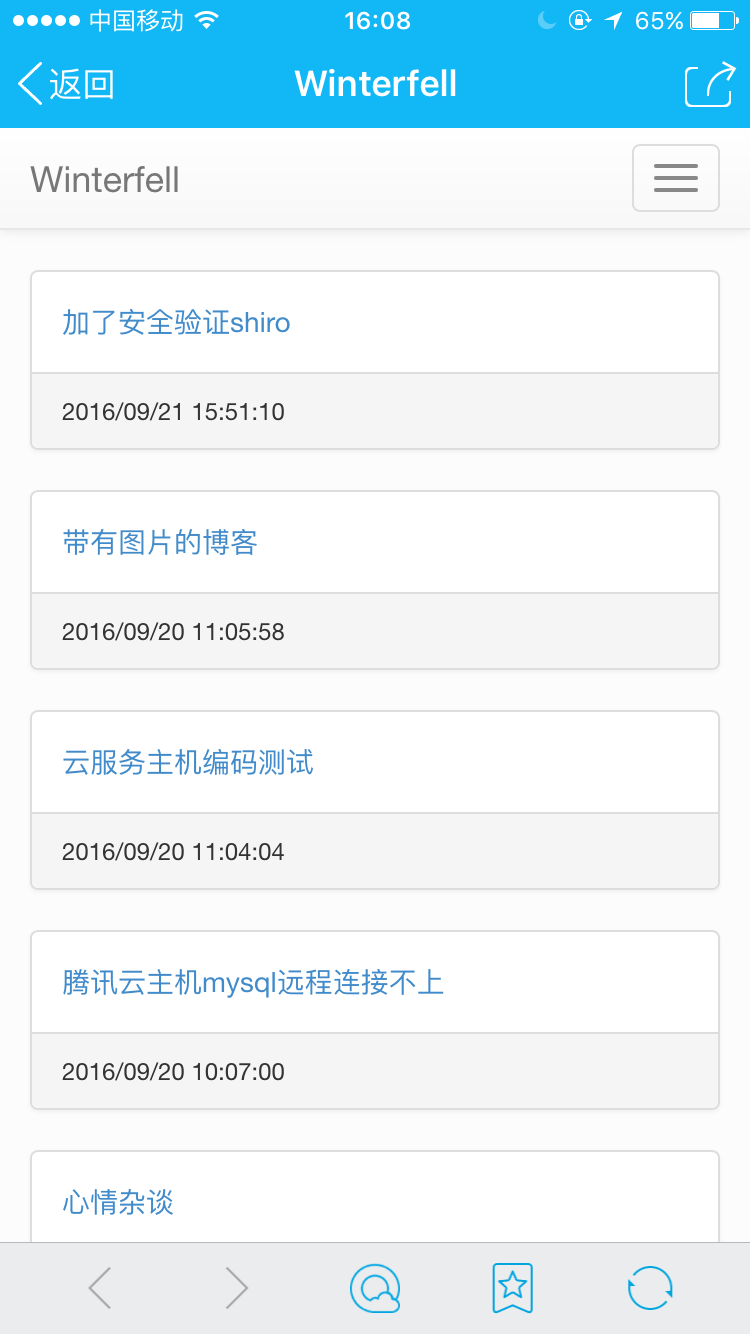 中国移动 16:08 65%
返回 Winterfell
Winterfell
加了安全验证shiro
2016/09/21 15:51:10
带有图片的博客
2016/09/20 11:05:58
云服务主机编码测试
2016/09/20 11:04:04
腾讯云主机mysql远程连接不上
2016/09/20 10:07:00
心情杂谈